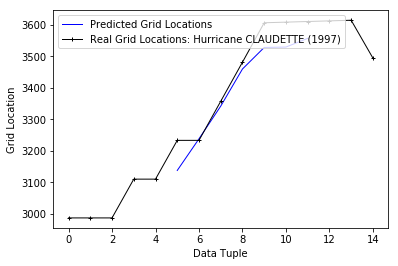 Predicted Grid Locations
Real Grid Locations: Hurricane CLAUDETTE (1997)
3600
3500
3400
3300
3200
3100
3000
Grid Location
0 2 4 6 8 10 12 14
Data Tuple